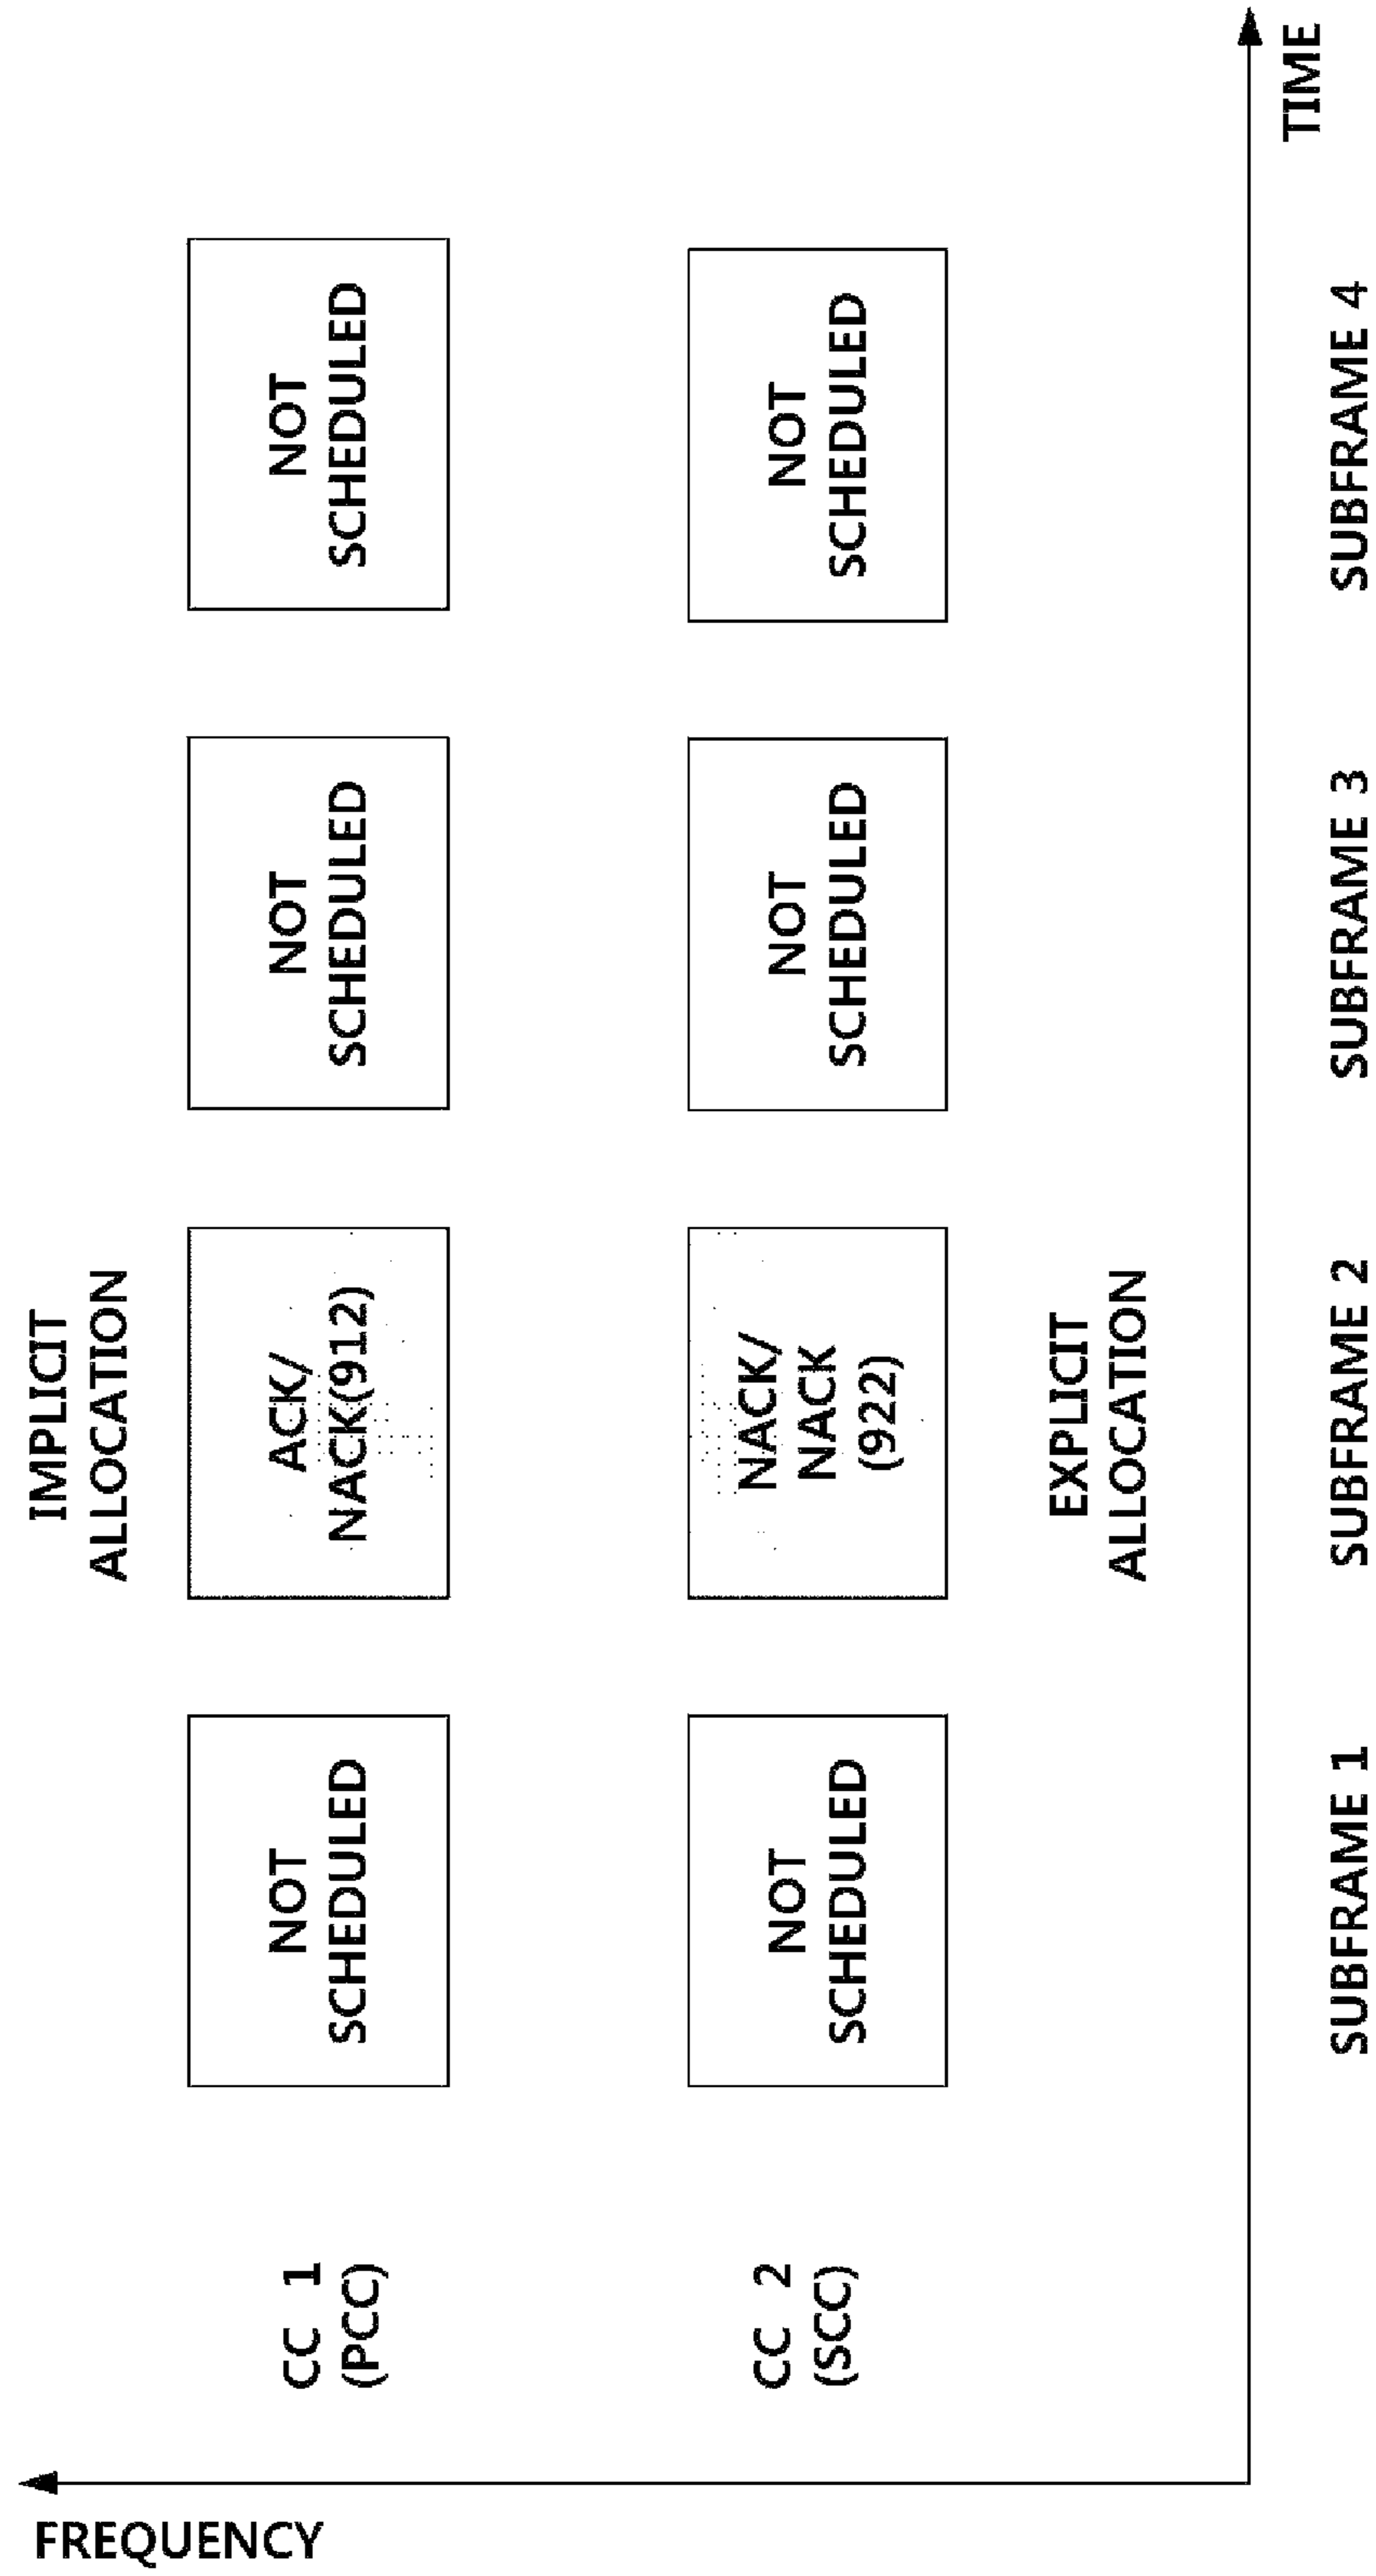 FREQUENCY
IMPLICIT
ALLOCATION
CC 1
(PCC)
NOT
SCHEDULED
ACK/
NACK(912)
NOT
SCHEDULED
NOT
SCHEDULED
CC 2
(SCC)
NOT
SCHEDULED
NACK/
NACK
(922)
NOT
SCHEDULED
NOT
SCHEDULED
EXPLICIT
ALLOCATION
TIME
SUBFRAME 1
SUBFRAME 2
SUBFRAME 3
SUBFRAME 4